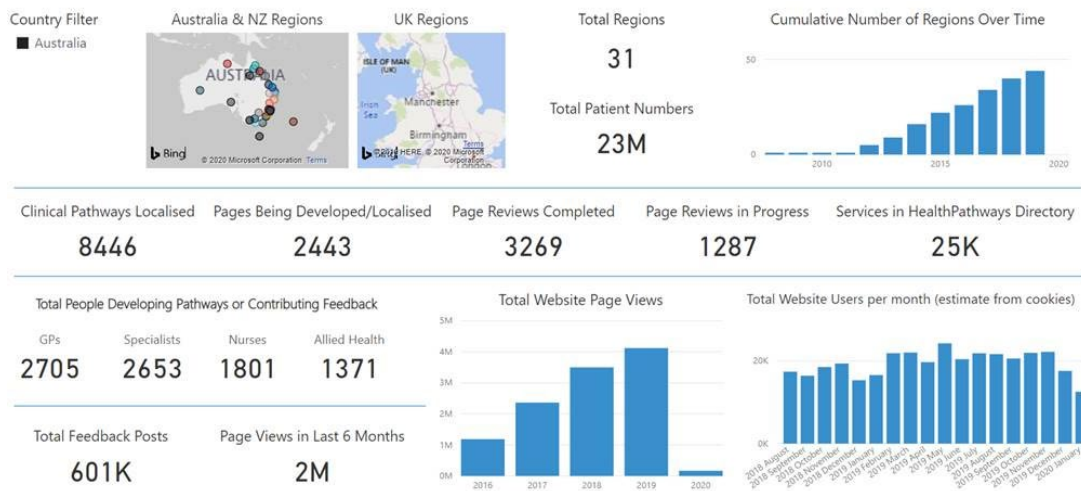 Country Filter
Australia
Australia & NZ Regions
AUSTRALIA
Bing
© 2020 Microsoft Corporation Terms
UK Regions
ISLE OF MAN
(UK)
Irish
Sea
Manchester
Birmingham
London
Terms
HERE, © 2020 Microsoft
Corporation
Total Regions
31
Total Patient Numbers
23M
Cumulative Number of Regions Over Time
50
0
2010
2015
2020
Clinical Pathways Localised
8446
Pages Being Developed/Localised
2443
Page Reviews Completed
3269
Page Reviews in Progress
1287
Services in HealthPathways Directory
25K
Total People Developing Pathways or Contributing Feedback
GPs
2705
Specialists
2653
Nurses
1801
Allied Health
1371
Total Feedback Posts
601K
Page Views in Last 6 Months
2M
Total Website Page Views
5M
4M
3M
2M
1M
0M
2016
2017
2018
2019
2020
Total Website Users per month (estimate from cookies)
20K
0K
2018 August
2018 September
2018 October
2018 November
2018 December
2019 January
2019 February
2019 March
2019 April
2019 May
2019 June
2019 July
2019 August
2019 September
2019 October
2019 November
2019 December
2020 January